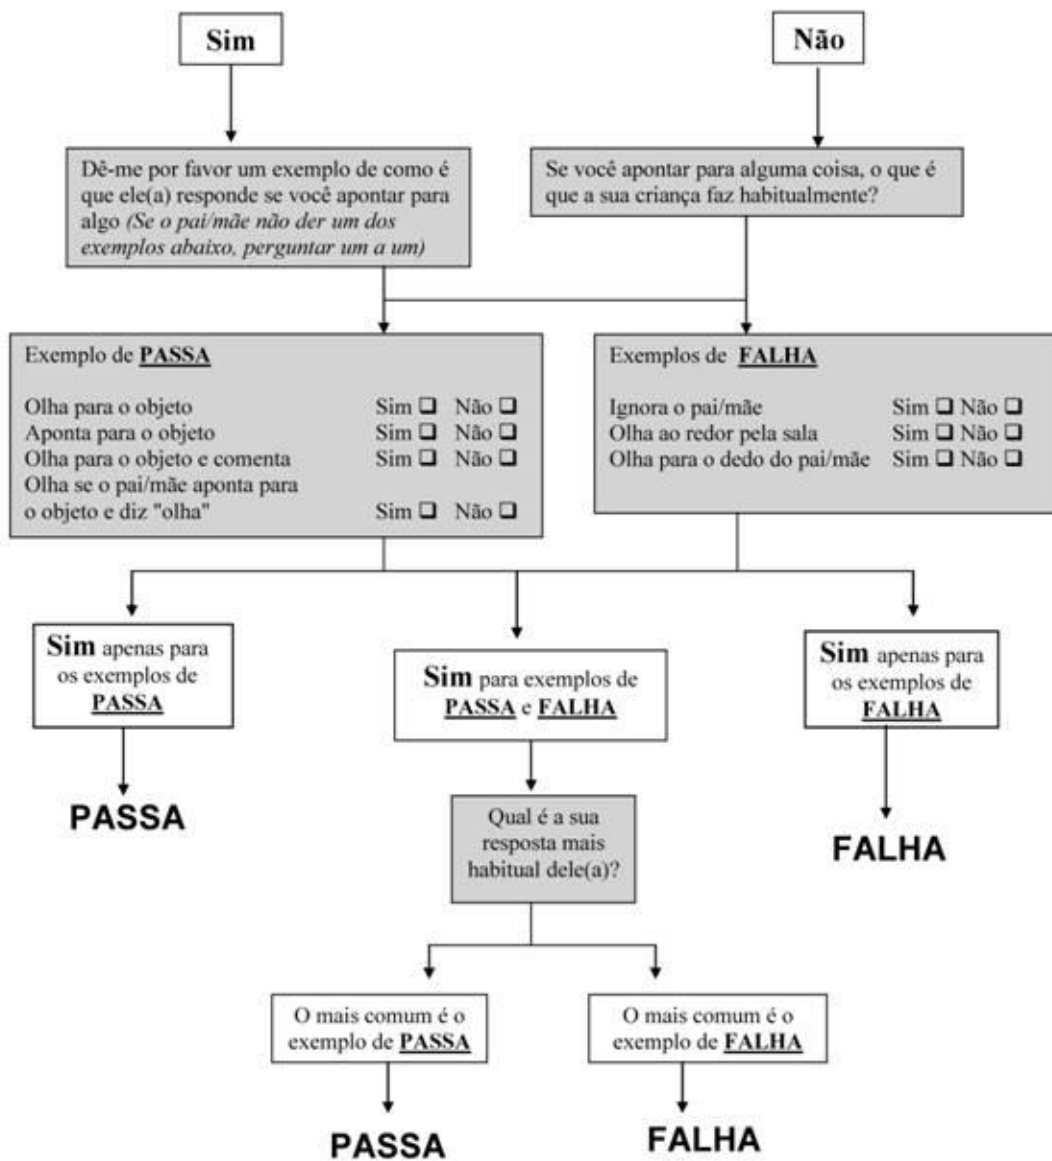 Sim
Não
Dê-me por favor um exemplo de como é
que ele(a) responde se você apontar para
algo (Se o pai/mãe não der um dos
exemplos abaixo, perguntar um a um)
Se você apontar para alguma coisa, o que é
que a sua criança faz habitualmente?
Exemplo de PASSA
Olha para o objeto Sim ❑ Não ❑
Aponta para o objeto Sim ❑ Não ❑
Olha para o objeto e comenta Sim ❑ Não ❑
Olha se o pai/mãe aponta para
o objeto e diz "olha" Sim ❑ Não ❑
Exemplos de FALHA
Ignora o pai/mãe Sim ❑ Não ❑
Olha ao redor pela sala Sim ❑ Não ❑
Olha para o dedo do pai/mãe Sim ❑ Não ❑
Sim apenas para
os exemplos de
PASSA
Sim para exemplos de
PASSA e FALHA
Sim apenas para
os exemplos de
FALHA
PASSA
Qual é a sua
resposta mais
habitual dele(a)?
FALHA
O mais comum é o
exemplo de PASSA
O mais comum é o
exemplo de FALHA
PASSA
FALHA